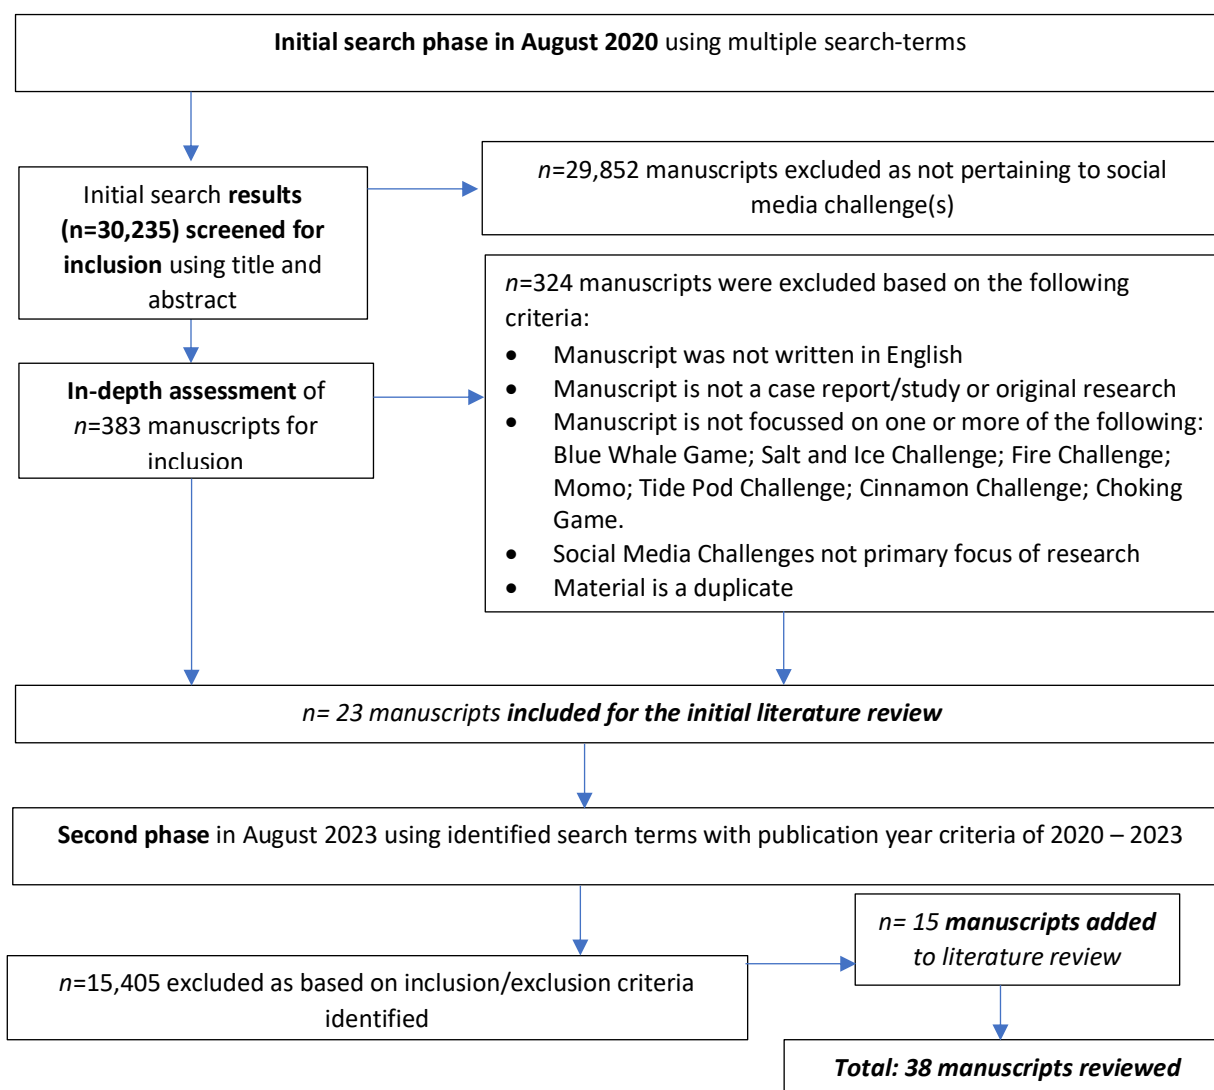 Initial search phase in August 2020 using multiple search-terms
Initial search results
(n=30,235) screened for
inclusion using title and
abstract
n=29,852 manuscripts excluded as not pertaining to social
media challenge(s)
n=324 manuscripts were excluded based on the following
criteria:
• Manuscript was not written in English
• Manuscript is not a case report/study or original research
• Manuscript is not focussed on one or more of the following:
Blue Whale Game; Salt and Ice Challenge; Fire Challenge;
Momo; Tide Pod Challenge; Cinnamon Challenge; Choking
Game.
• Social Media Challenges not primary focus of research
• Material is a duplicate
In-depth assessment of
n=383 manuscripts for
inclusion
n= 23 manuscripts included for the initial literature review
Second phase in August 2023 using identified search terms with publication year criteria of 2020 – 2023
n= 15 manuscripts added
to literature review
n=15,405 excluded as based on inclusion/exclusion criteria
identified
Total: 38 manuscripts reviewed